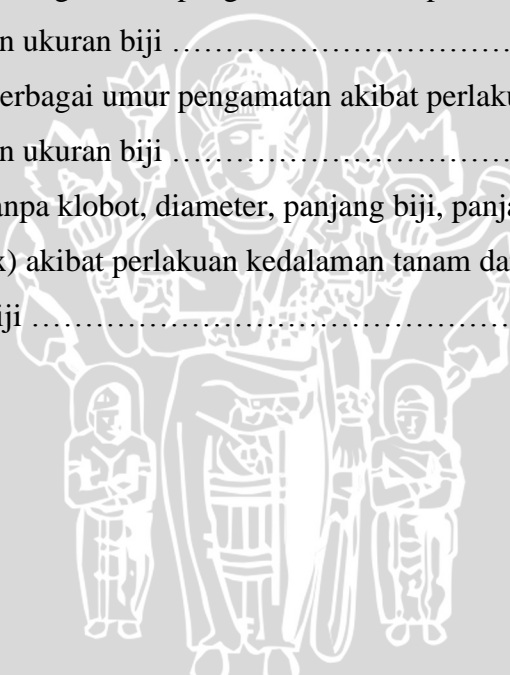 n ukuran biji ……………………………
erbagai umur pengamatan akibat perlaku
n ukuran biji ……………………………
anpa klobot, diameter, panjang biji, panja
x) akibat perlakuan kedalaman tanam da
iji …………………………………………